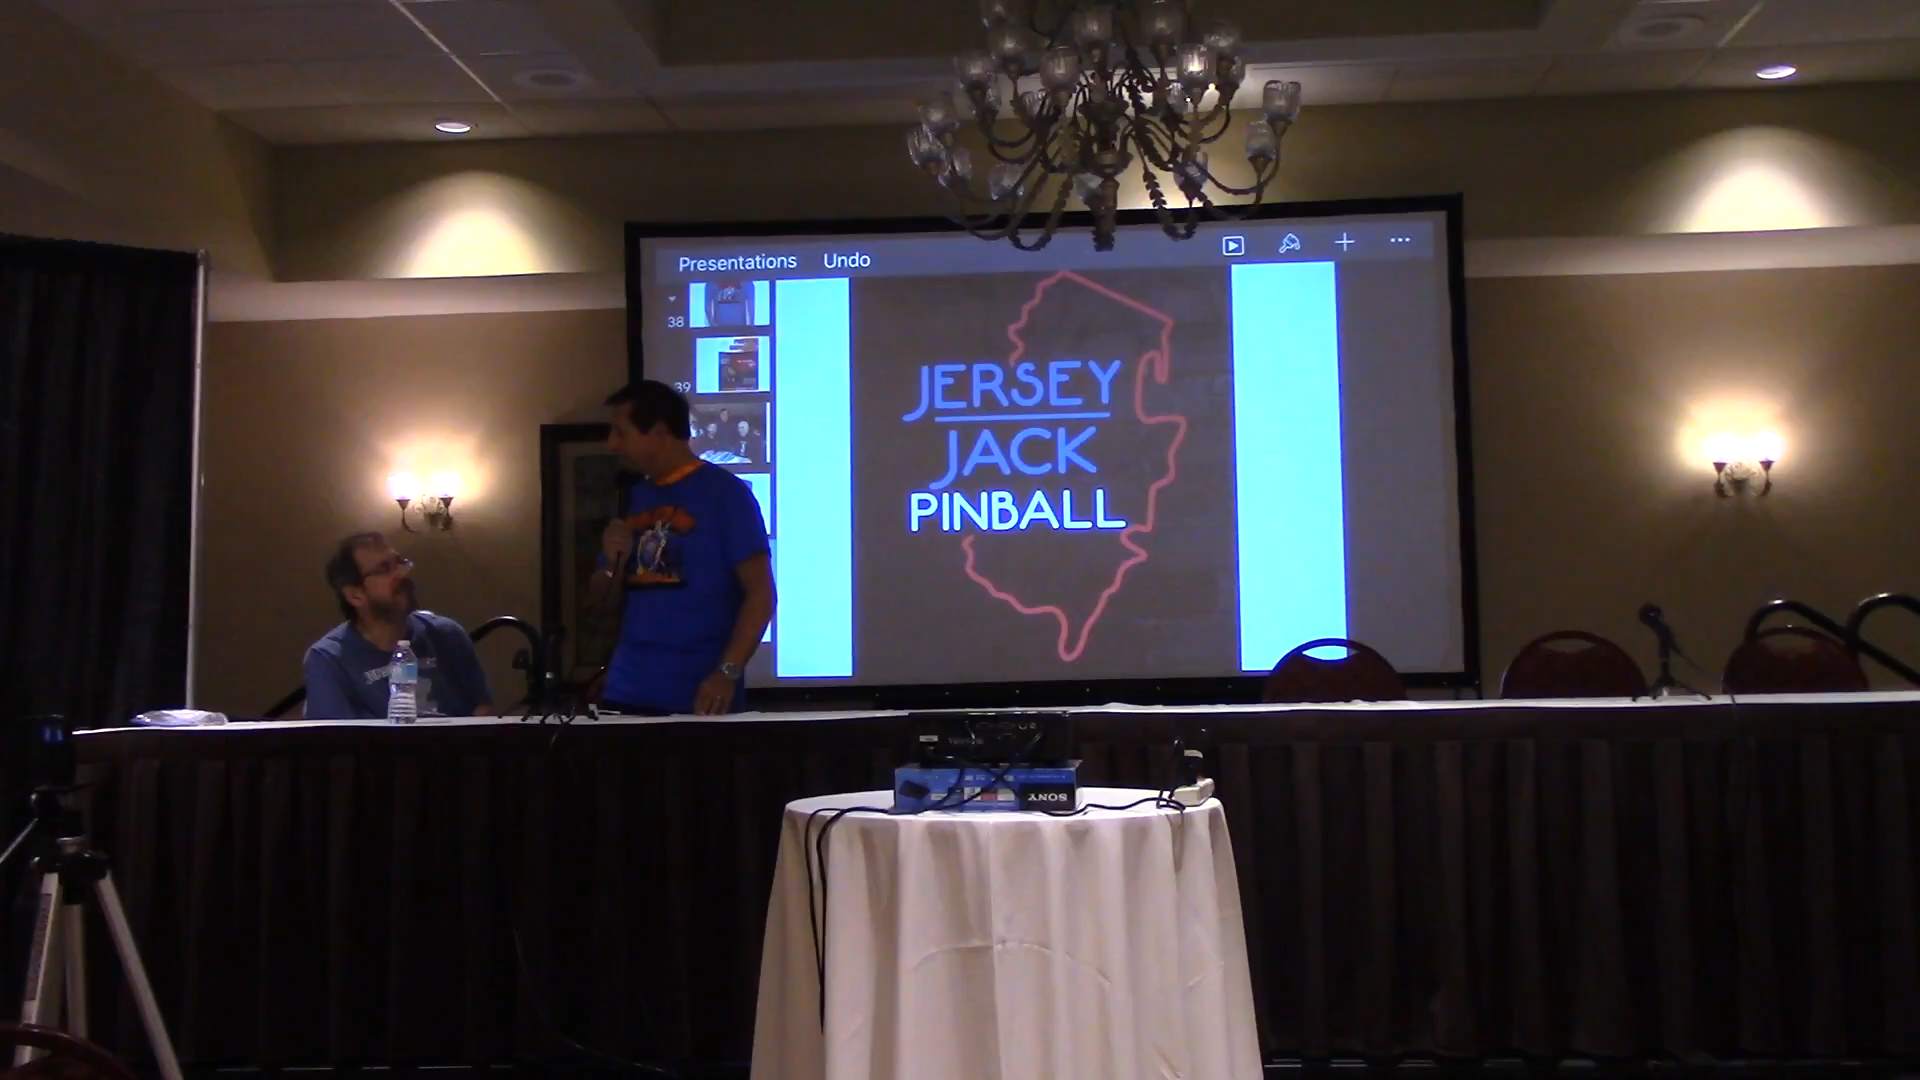 Presentations Undo
38
39
JERSEY
JACK
PINBALL
SONY